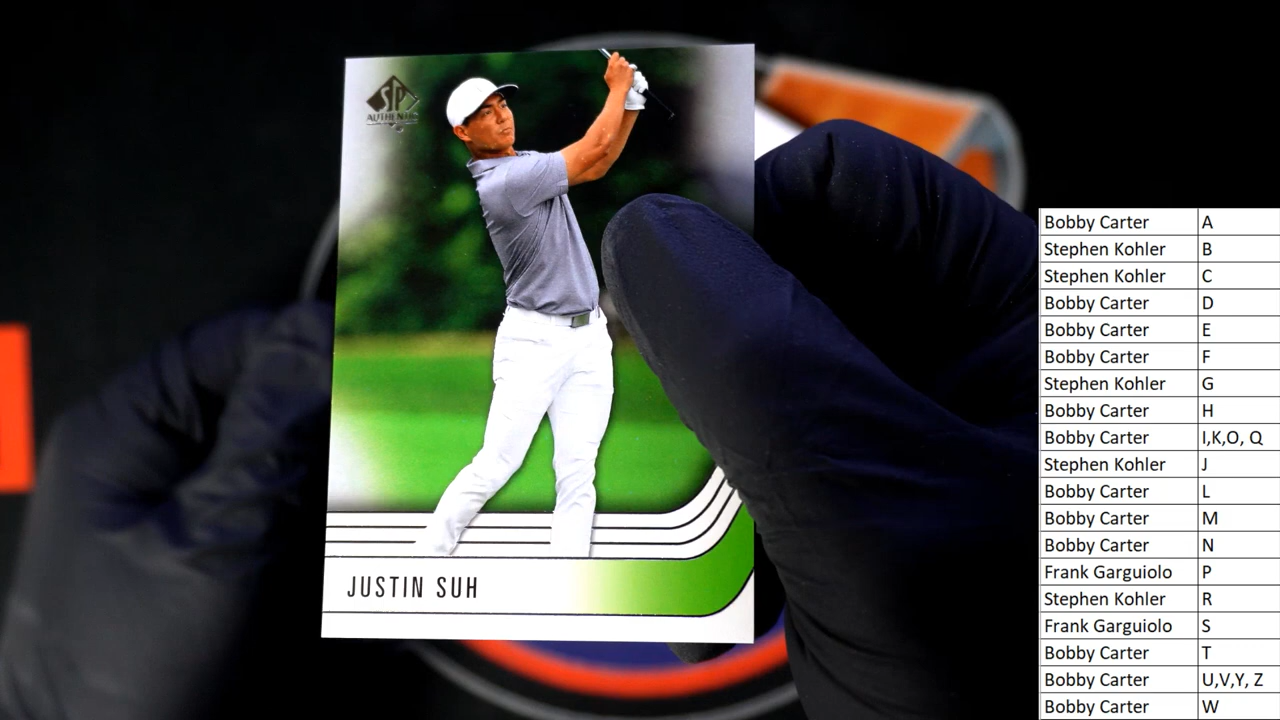 SP
AUTHENTIC
JUSTIN SUH
Bobby Carter A
Stephen Kohler B
Stephen Kohler C
Bobby Carter D
Bobby Carter E
Bobby Carter F
Stephen Kohler G
Bobby Carter H
Bobby Carter I,K,O, Q
Stephen Kohler J
Bobby Carter L
Bobby Carter M
Bobby Carter N
Frank Garguiolo P
Stephen Kohler R
Frank Garguiolo S
Bobby Carter T
Bobby Carter U,V,Y, Z
Bobby Carter W